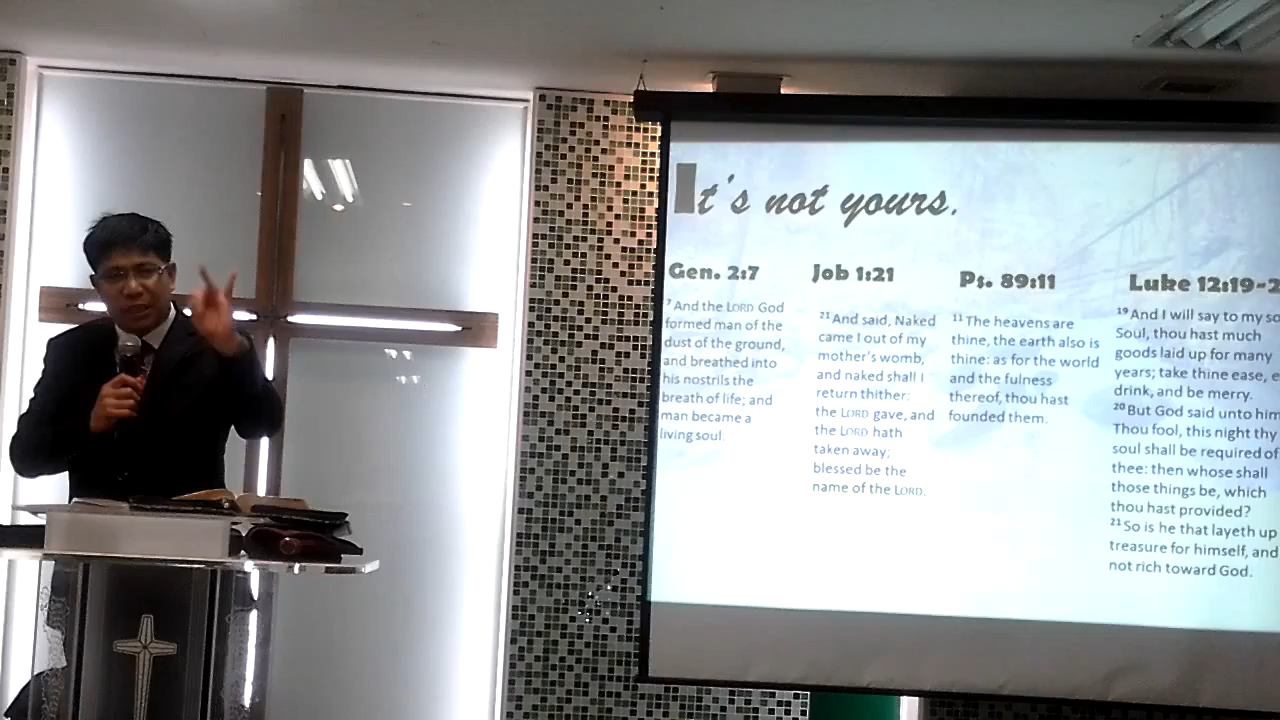 It's not yours.
Gen. 2:7
7 And the LORD God
formed man of the
dust of the ground,
and breathed into
his nostrils the
breath of life; and
man became a
living soul.
Job 1:21
21 And said, Naked
came I out of my
mother's womb,
and naked shall I
return thither:
the LORD gave, and
the LORD hath
taken away;
blessed be the
name of the LORD.
Ps. 89:11
11 The heavens are
thine, the earth also is
thine: as for the world
and the fulness
thereof, thou hast
founded them.
Luke 12:19-2
19 And I will say to my so
Soul, thou hast much
goods laid up for many
years; take thine ease, e
drink, and be merry.
20 But God said unto him
Thou fool, this night thy
soul shall be required of
thee: then whose shall
those things be, which
thou hast provided?
21 So is he that layeth up
treasure for himself, and
not rich toward God.